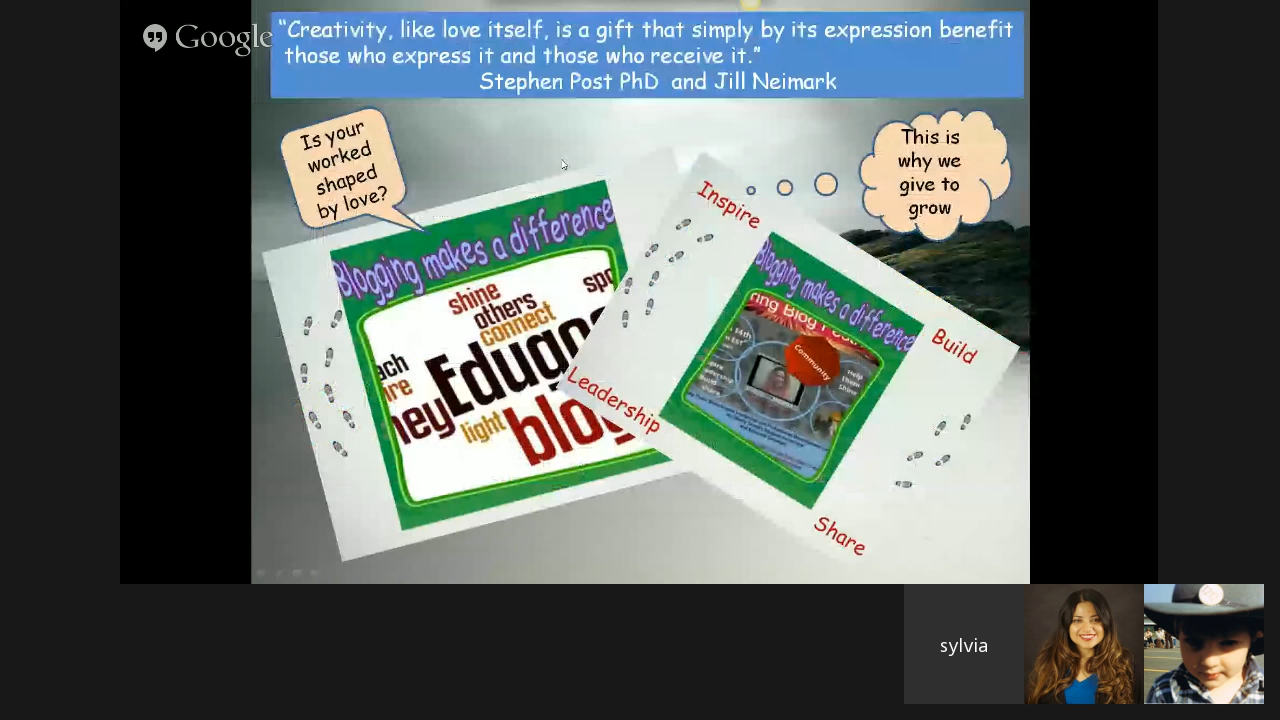 Google
“Creativity, like love itself, is a gift that simply by its expression benefit
those who express it and those who receive it.”
Stephen Post PhD and Jill Neimark
Is your
worked
shaped
by love?
This is
why we
give to
grow
Blogging makes a difference
shine
others
connect
light
Inspire
Build
Leadership
Share
Blogging makes a difference
Community
Help
Them
Shine
sylvia